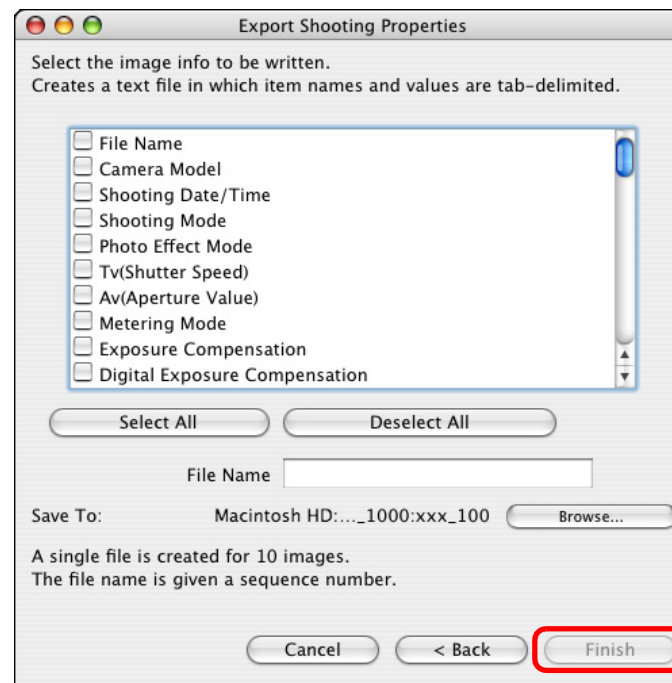 Export Shooting Properties
Select the image info to be written.
Creates a text file in which item names and values are tab-delimited.
File Name
Camera Model
Shooting Date/Time
Shooting Mode
Photo Effect Mode
Tv(Shutter Speed)
Av(Aperture Value)
Metering Mode
Exposure Compensation
Digital Exposure Compensation
Select All Deselect All
File Name
Save To: Macintosh HD:..._1000:xxx_100 Browse...
A single file is created for 10 images.
The file name is given a sequence number.
Cancel < Back Finish